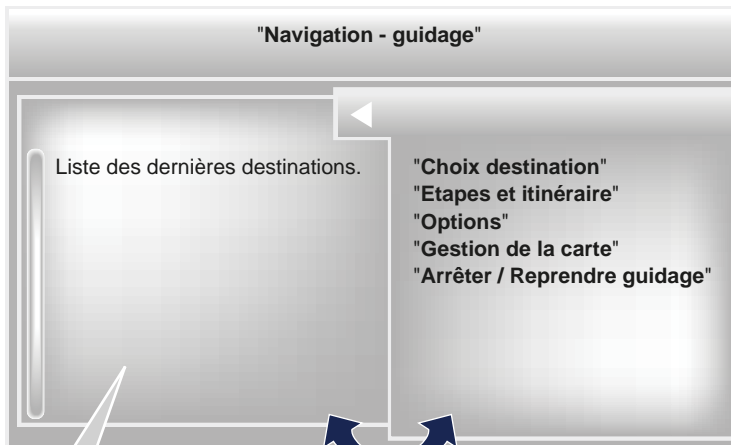 "Navigation - guidage"
Liste des dernières destinations.
"Choix destination"
"Etapes et itinéraire"
"Options"
"Gestion de la carte"
"Arrêter / Reprendre guidage"